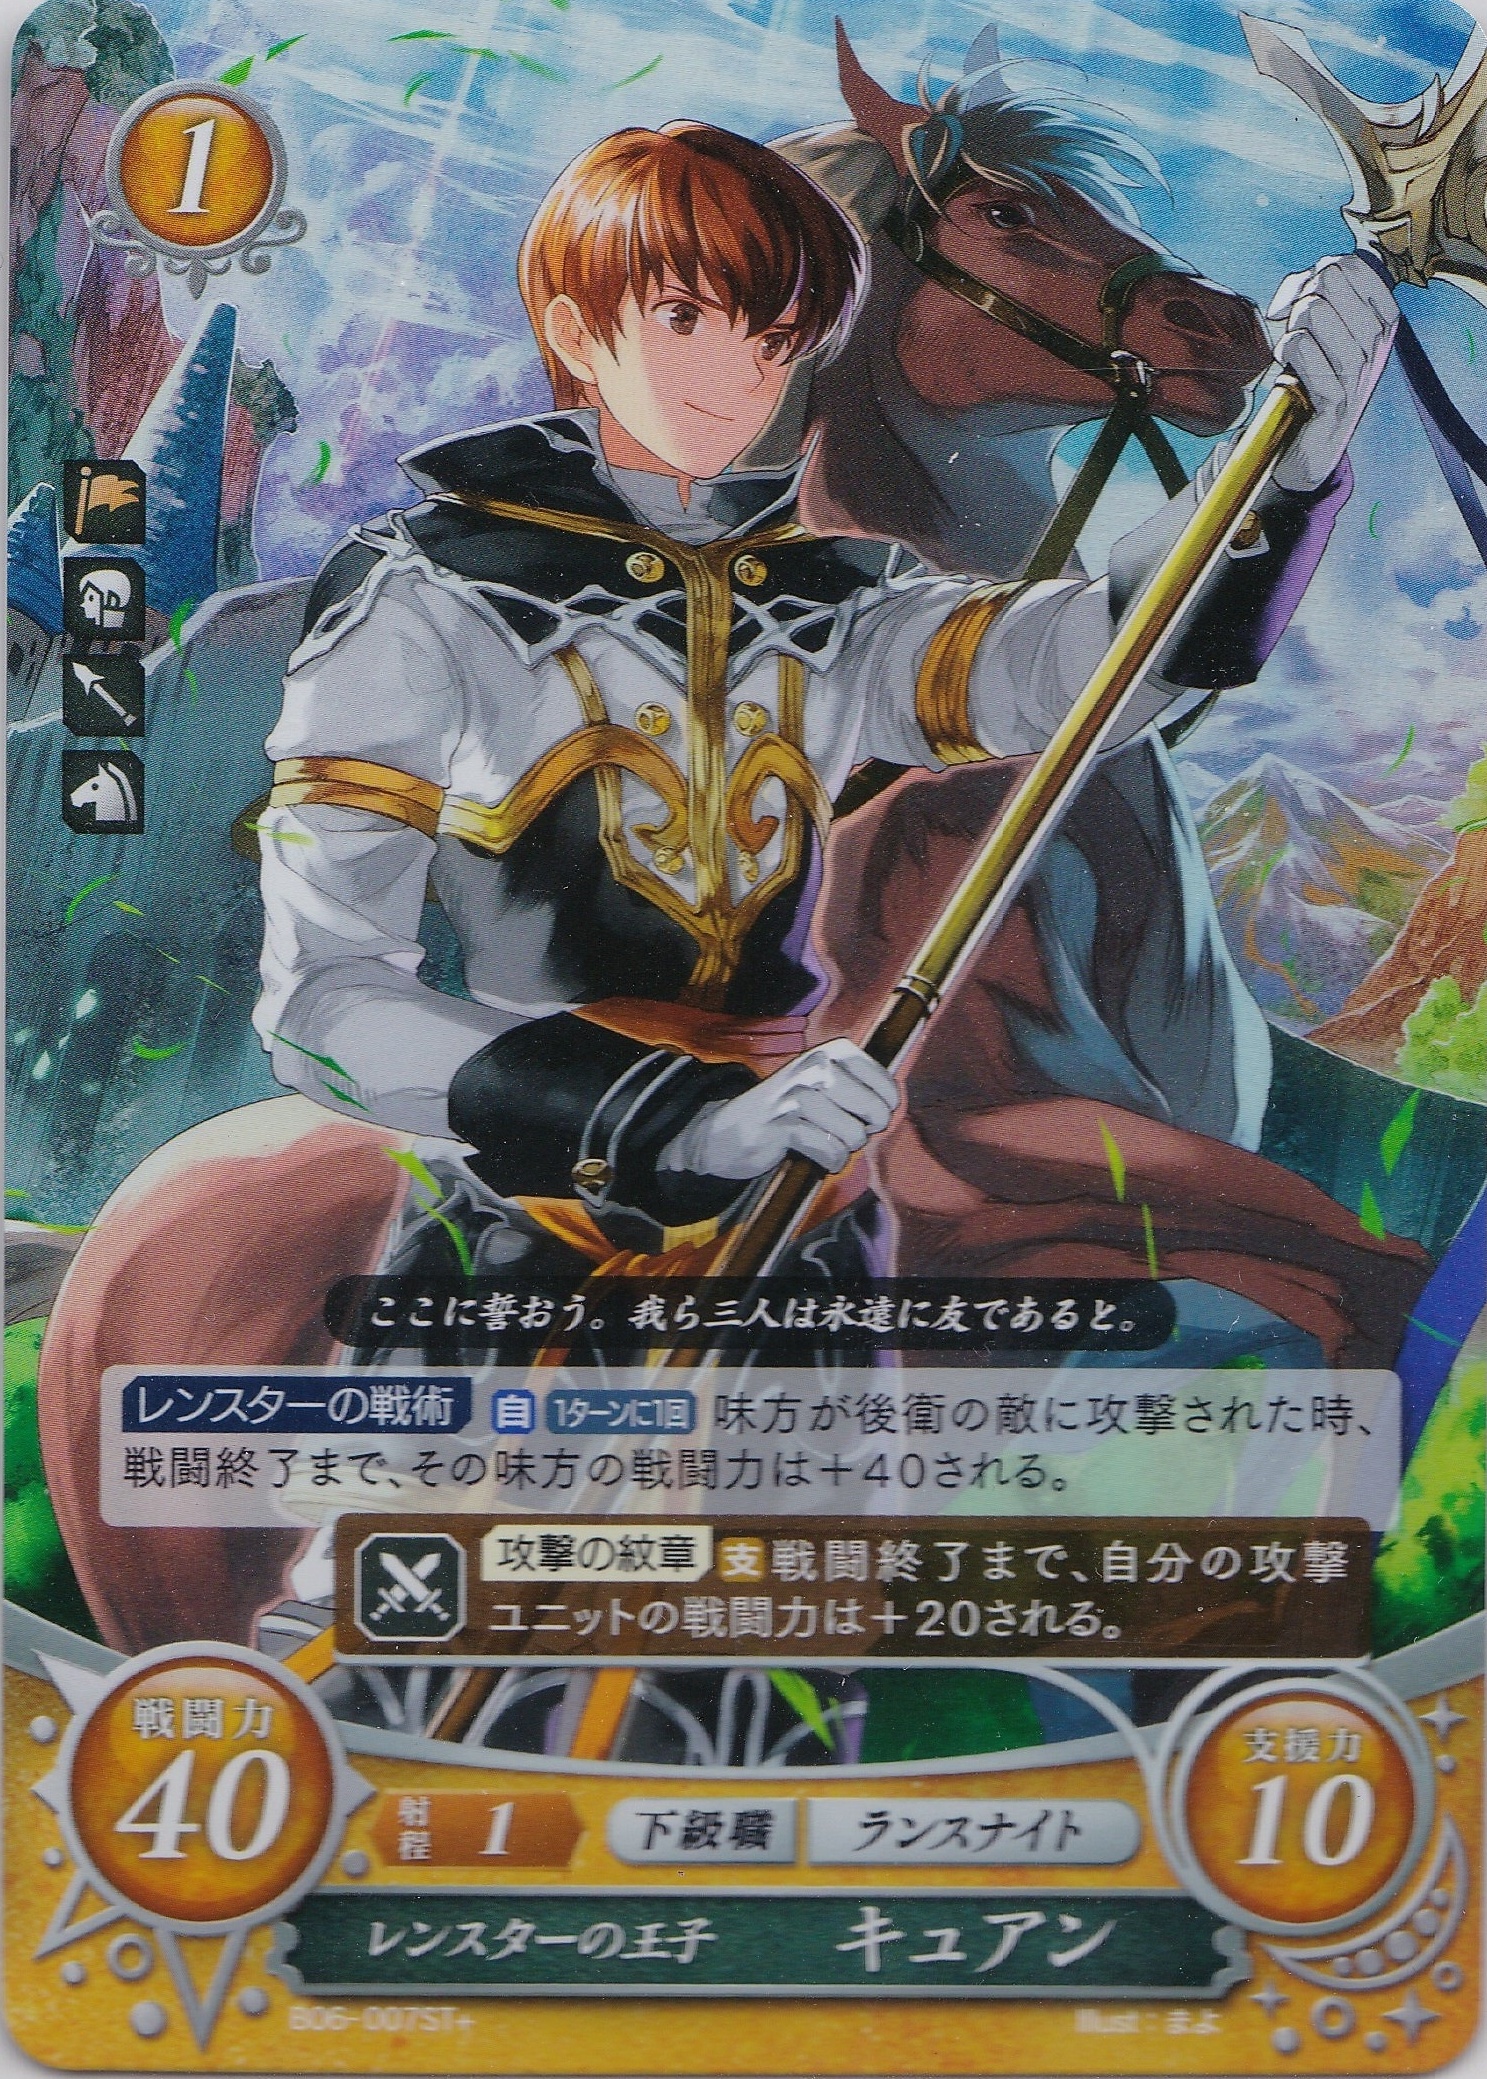 1
ここに誓おう。我ら三人は永遠に友であると。
レンスターの戦術 自 1ターンに1回 味方が後衛の敵に攻撃された時、
戦闘終了まで、その味方の戦闘力は+40される。
攻撃の紋章 支 戦闘終了まで、自分の攻撃
ユニットの戦闘力は+20される。
戦闘力
40
射程 1 下級職 ランスナイト
支援力
10
レンスターの王子 キュアン
B06-007ST+ Illust:まよ